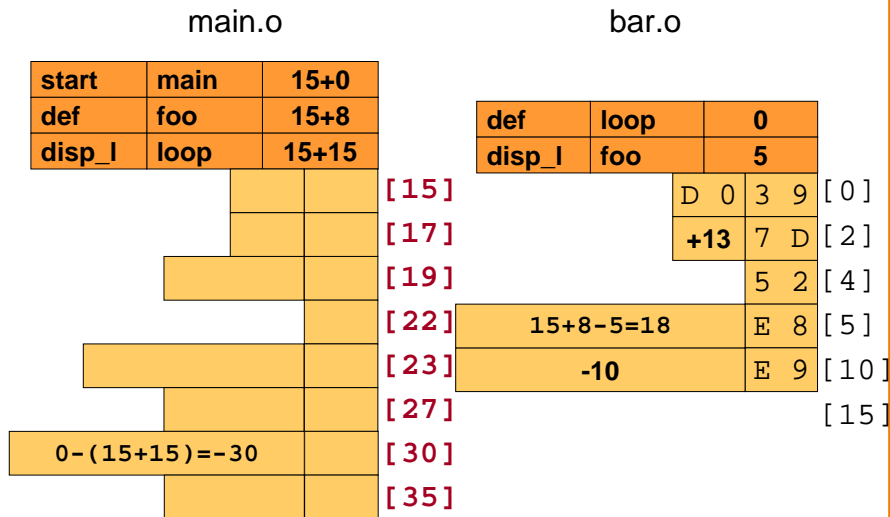 main.o
bar.o
start main 15+0
def foo 15+8
disp_l loop 15+15
def loop 0
disp_l foo 5
[15]
[17]
[19]
[22]
[23]
[27]
0-(15+15)=-30 [30]
[35]
D 0 3 9 [0]
+13 7 D [2]
5 2 [4]
15+8-5=18 E 8 [5]
-10 E 9 [10]
[15]